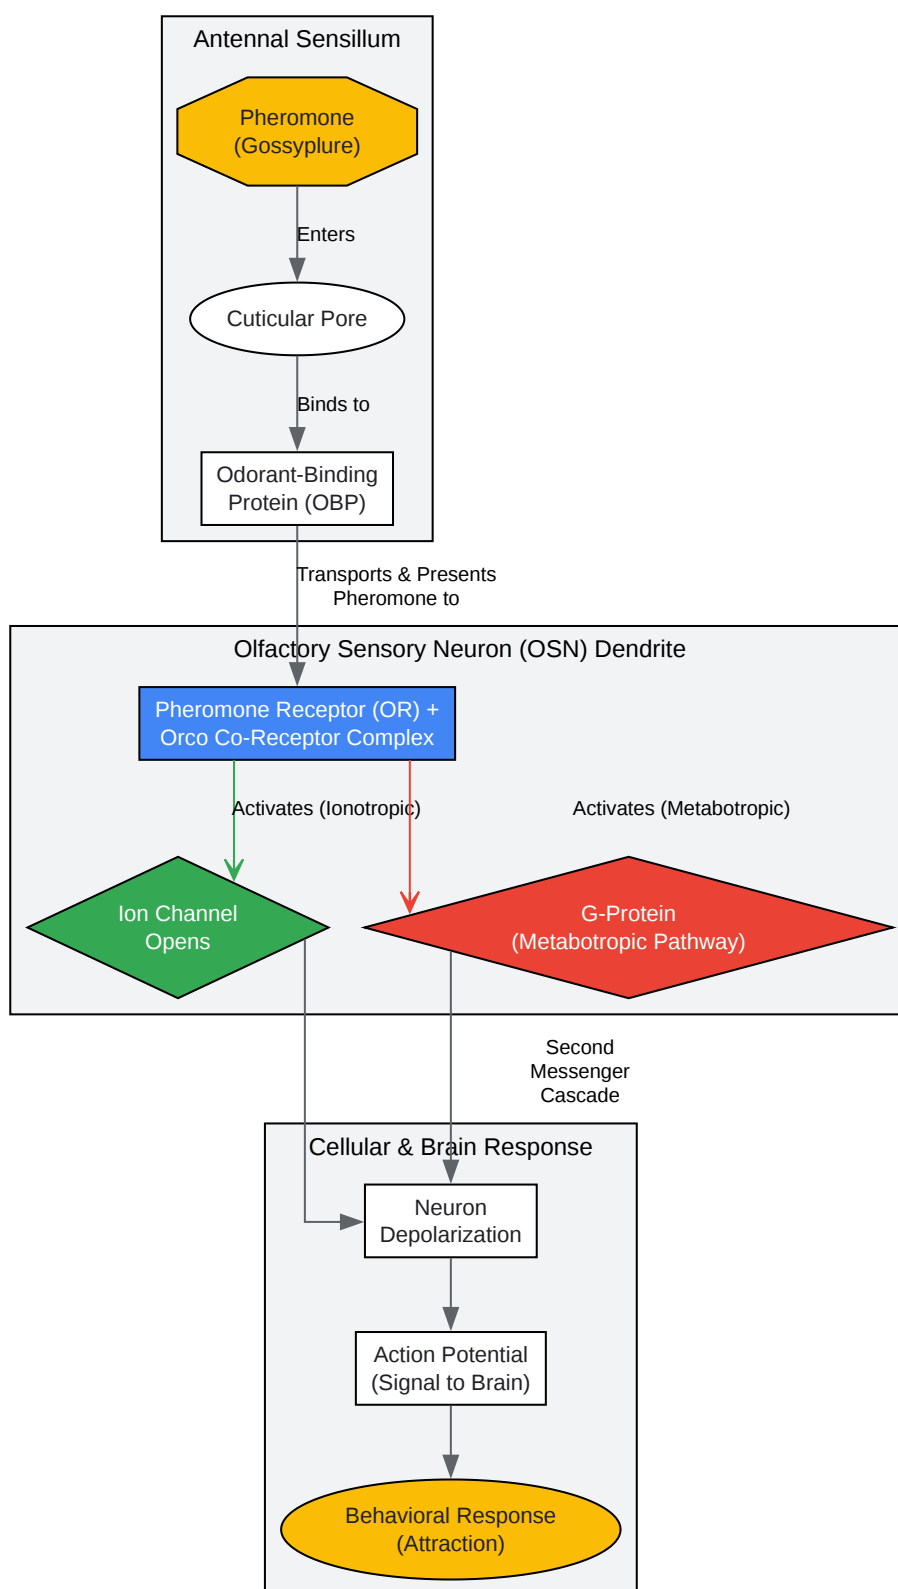 Antennal Sensillum
Pheromone
(Gossyplure)
Enters
Cuticular Pore
Binds to
Odorant-Binding
Protein (OBP)
Transports & Presents
Pheromone to
Olfactory Sensory Neuron (OSN) Dendrite
Pheromone Receptor (OR) +
Orco Co-Receptor Complex
Activates (Ionotropic)
Activates (Metabotropic)
Ion Channel
Opens
G-Protein
(Metabotropic Pathway)
Second
Messenger
Cascade
Cellular & Brain Response
Neuron
Depolarization
Action Potential
(Signal to Brain)
Behavioral Response
(Attraction)